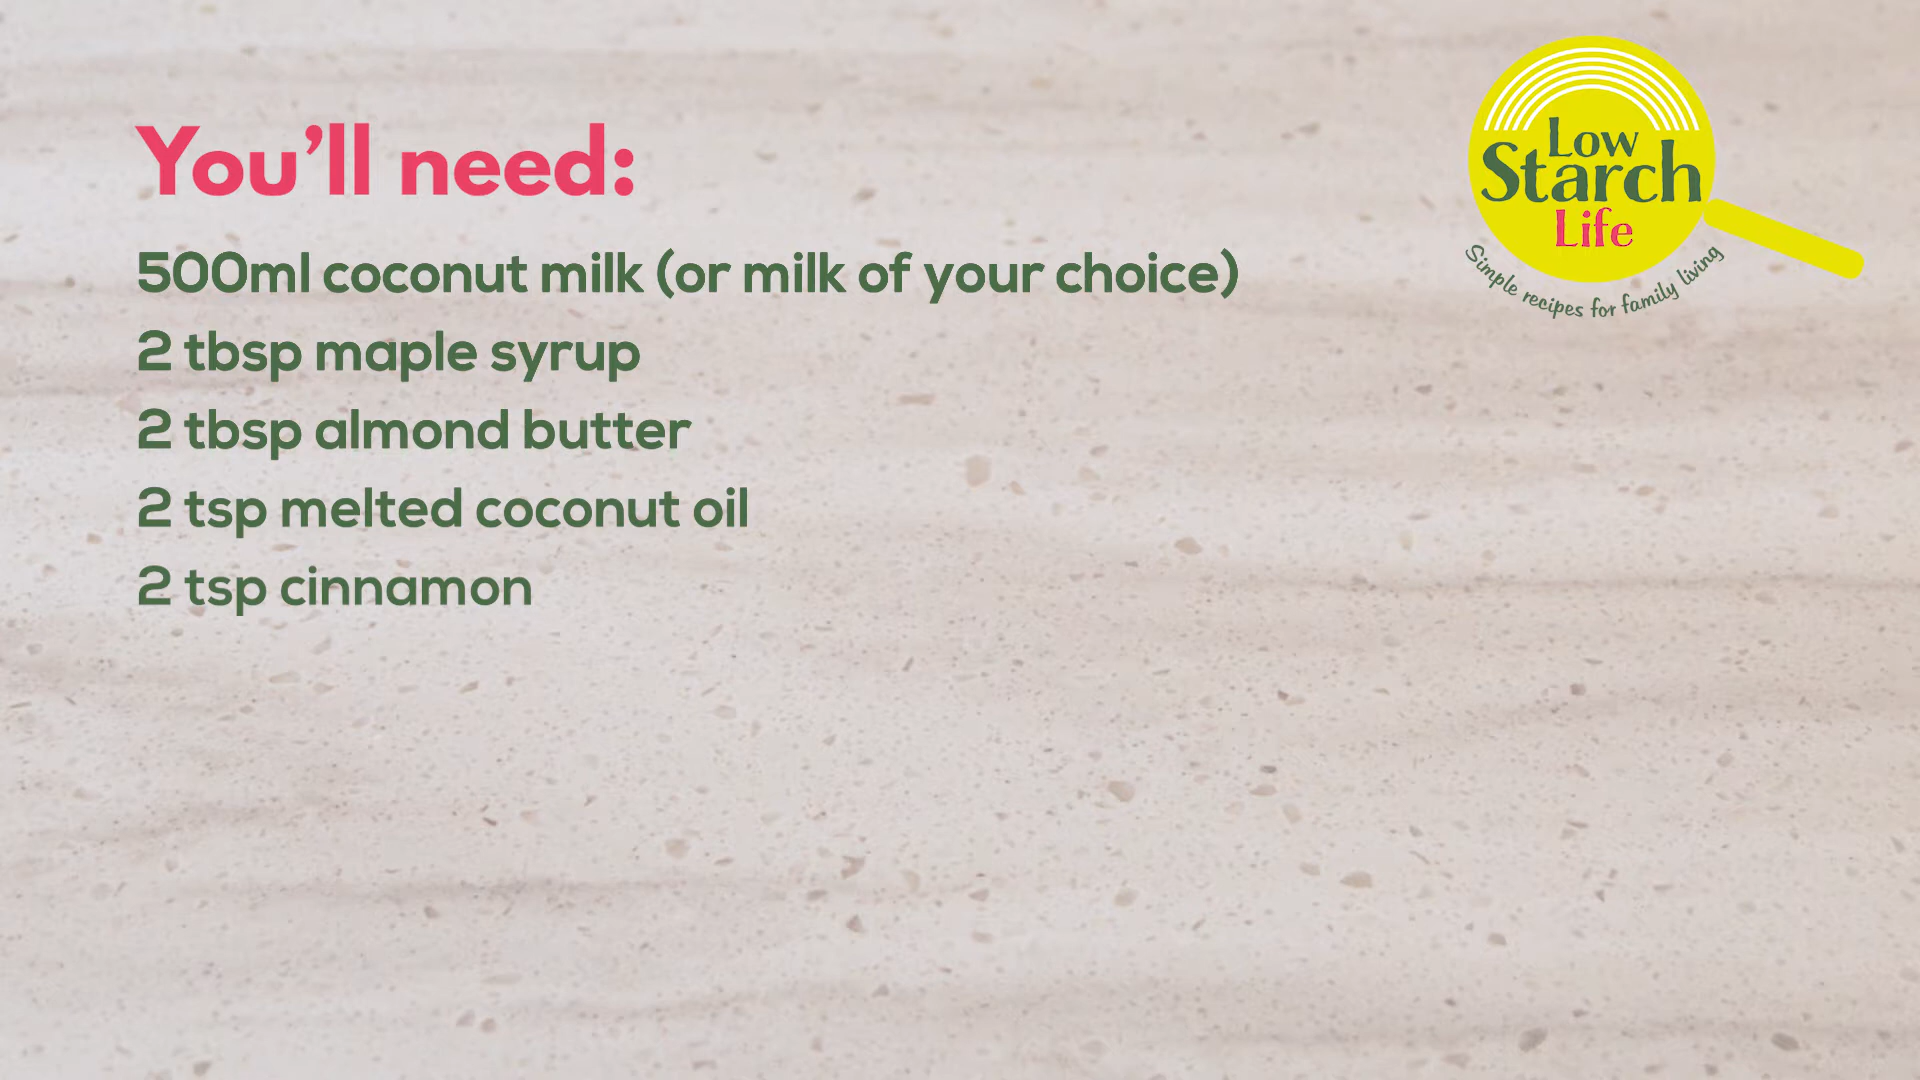 You’ll need:
500ml coconut milk (or milk of your choice)
2 tbsp maple syrup
2 tbsp almond butter
2 tsp melted coconut oil
2 tsp cinnamon
Low
Starch
Life
Simple recipes for family living